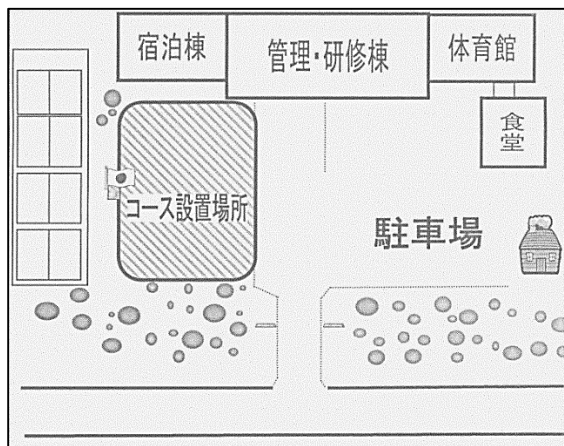 宿泊棟
管理・研修棟
体育館
食堂
コース設置場所
駐車場